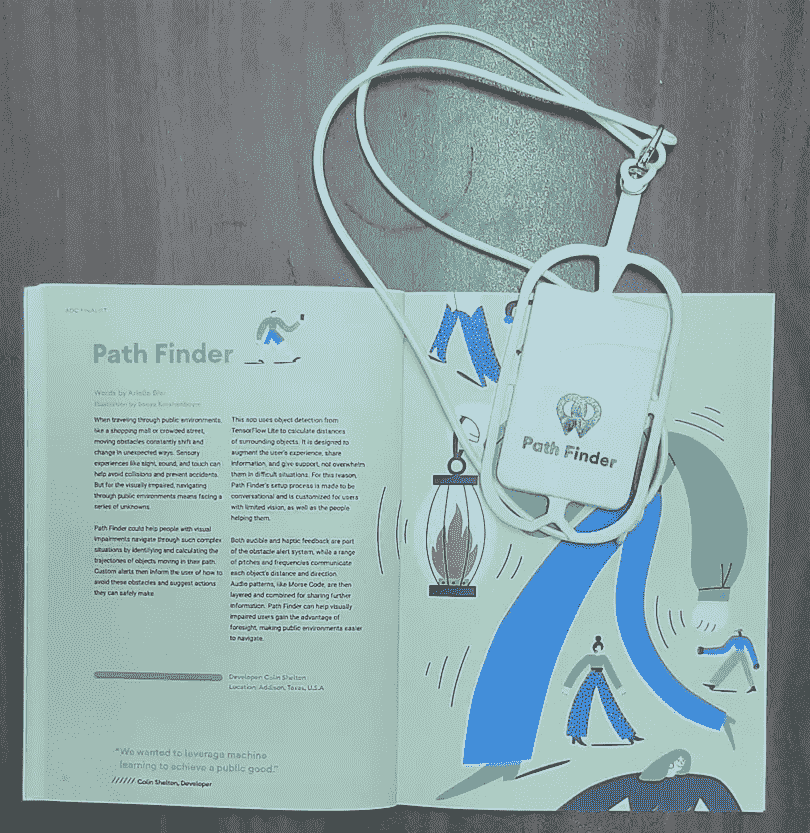 ADC FINALIST
Path Finder
Words by Arielle Bier
When traveling through public environments,
like a shopping mall or crowded street,
moving obstacles constantly shift and
change in unexpected ways. Sensory
experiences like sight, sound, and touch can
help avoid collisions and prevent accidents.
But for the visually impaired, navigating
through public environments means facing a
series of unknowns.
Path Finder could help people with visual
impairments navigate through such complex
situations by identifying and calculating the
trajectories of objects moving in their path.
Custom alerts then inform the user of how to
avoid these obstacles and suggest actions
they can safely make.
This app uses object detection from
TensorFlow Lite to calculate distances
of surrounding objects. It is designed to
augment the user's experience, share
information, and give support, not overwhelm
them in difficult situations. For this reason,
Path Finder's setup process is made to be
conversational and is customized for users
with limited vision, as well as the people
helping them.
Both audible and haptic feedback are part
of the obstacle alert system, while a range
of pitches and frequencies communicate
each object's distance and direction.
Audio patterns, like Morse Code, are then
layered and combined for sharing further
information. Path Finder can help visually
impaired users gain the advantage of
foresight, making public environments easier
to navigate.
Developer: Colin Shelton
Location: Addison, Texas, U.S.A
"We wanted to leverage machine
learning to achieve a public good."
////// Colin Shelton, Developer
Path Finder